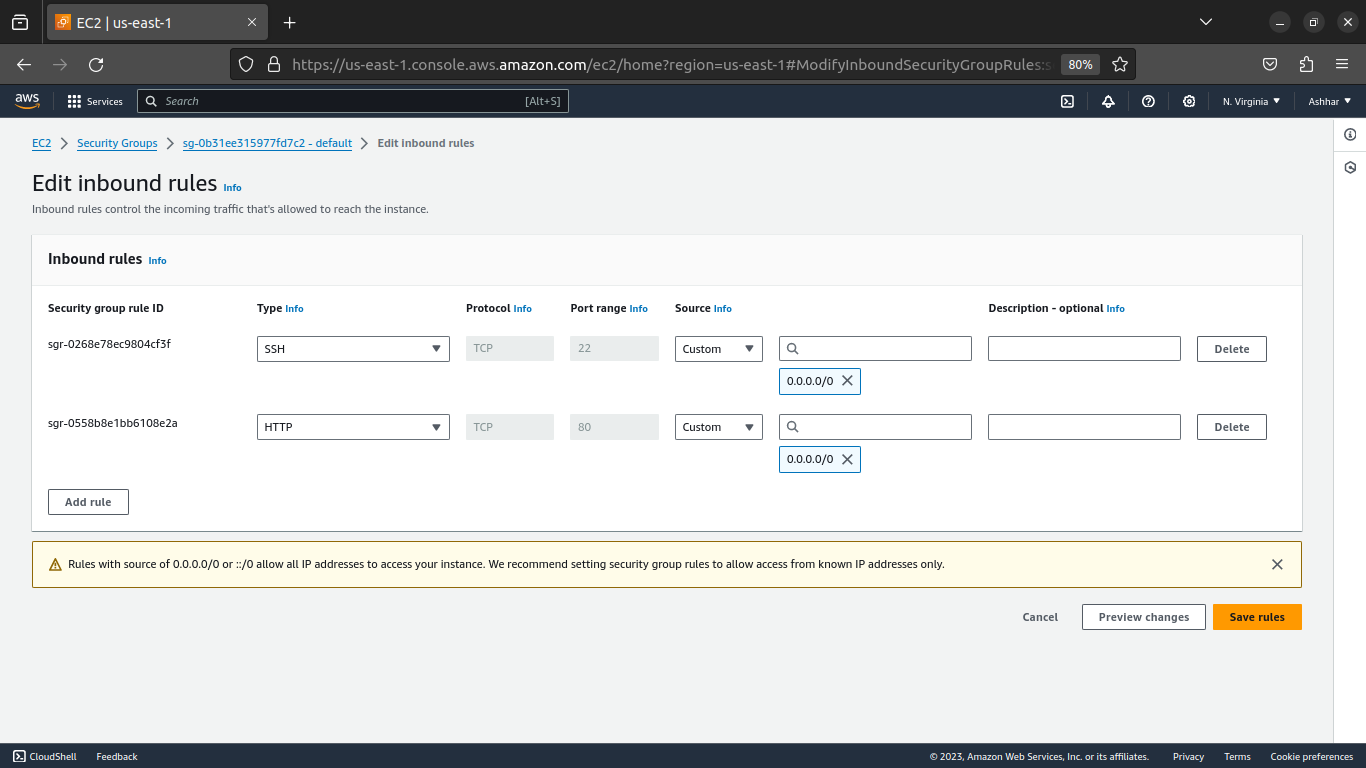 EC2 | us-east-1
https://us-east-1.console.aws.amazon.com/ec2/home?region=us-east-1#ModifyInboundSecurityGroupRules:s
80%
aws
Services
Search
[Alt+S]
N. Virginia
Ashhar
EC2 > Security Groups > sg-0b31ee315977fd7c2 - default > Edit inbound rules
Edit inbound rules Info
Inbound rules control the incoming traffic that's allowed to reach the instance.
Inbound rules Info
Security group rule ID Type Info Protocol Info Port range Info Source Info Description - optional Info
sgr-0268e78ec9804cf3f SSH TCP 22 Custom Delete
0.0.0.0/0
sgr-0558b8e1bb6108e2a HTTP TCP 80 Custom Delete
0.0.0.0/0
Add rule
Rules with source of 0.0.0.0/0 or ::/0 allow all IP addresses to access your instance. We recommend setting security group rules to allow access from known IP addresses only.
Cancel Preview changes Save rules
CloudShell Feedback © 2023, Amazon Web Services, Inc. or its affiliates. Privacy Terms Cookie preferences